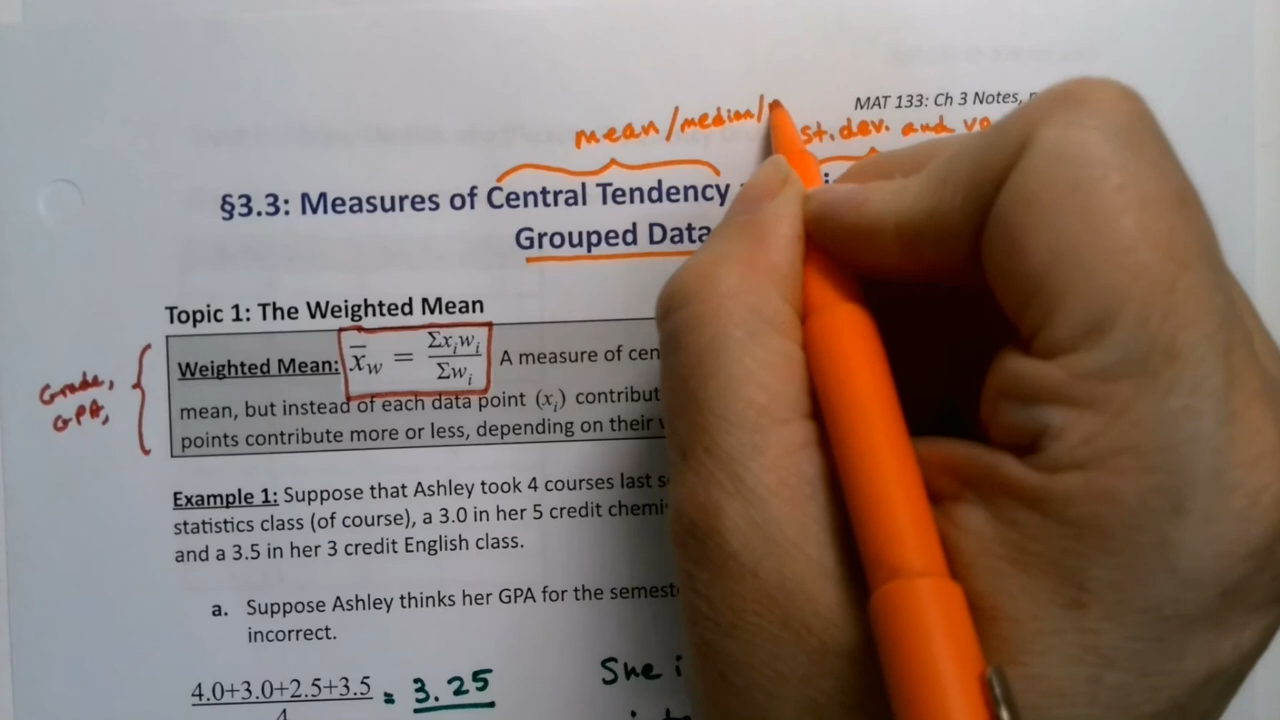 MAT 133: Ch 3 Notes,
mean/median/ st.dev. and
§3.3: Measures of Central Tendency
Grouped Data
Topic 1: The Weighted Mean
Weighted Mean: x̄_w = Σx_i w_i / Σw_i A measure of cen
Grade,
GPA,
mean, but instead of each data point (x_i) contribut
points contribute more or less, depending on their
Example 1: Suppose that Ashley took 4 courses last s
statistics class (of course), a 3.0 in her 5 credit chemi
and a 3.5 in her 3 credit English class.
a. Suppose Ashley thinks her GPA for the semest
incorrect.
4.0+3.0+2.5+3.5 = 3.25
She i
4